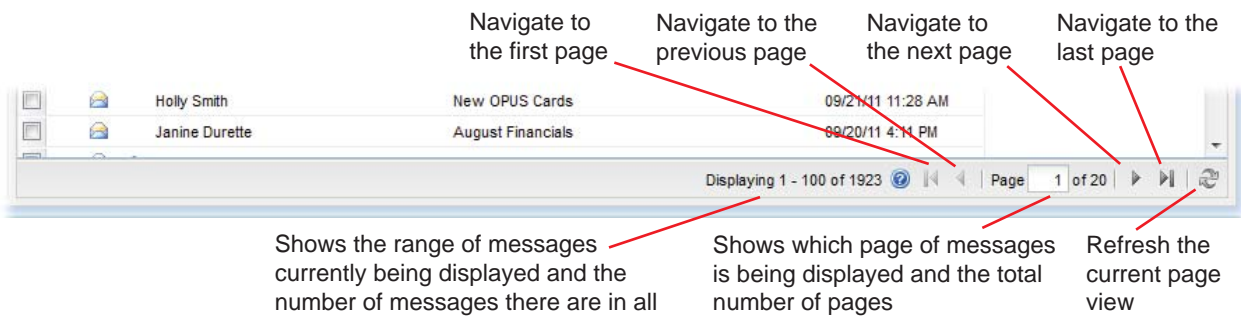 Navigate to
the first page
Navigate to the
previous page
Navigate to
the next page
Navigate to the
last page
Holly Smith New OPUS Cards 09/21/11 11:28 AM
Janine Durette August Financials 09/20/11 4:11 PM
Displaying 1 - 100 of 1923 Page 1 of 20
Shows the range of messages
currently being displayed and the
number of messages there are in all
Shows which page of messages
is being displayed and the total
number of pages
Refresh the
current page
view